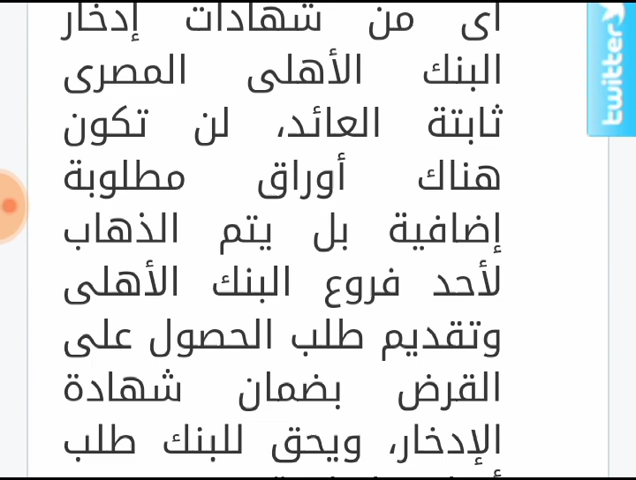 أى من شهادات إدخار
البنك الأهلى المصرى
ثابتة العائد، لن تكون
هناك أوراق مطلوبة
إضافية بل يتم الذهاب
لأحد فروع البنك الأهلى
وتقديم طلب الحصول على
القرض بضمان شهادة
الإدخار، ويحق للبنك طلب
twitter